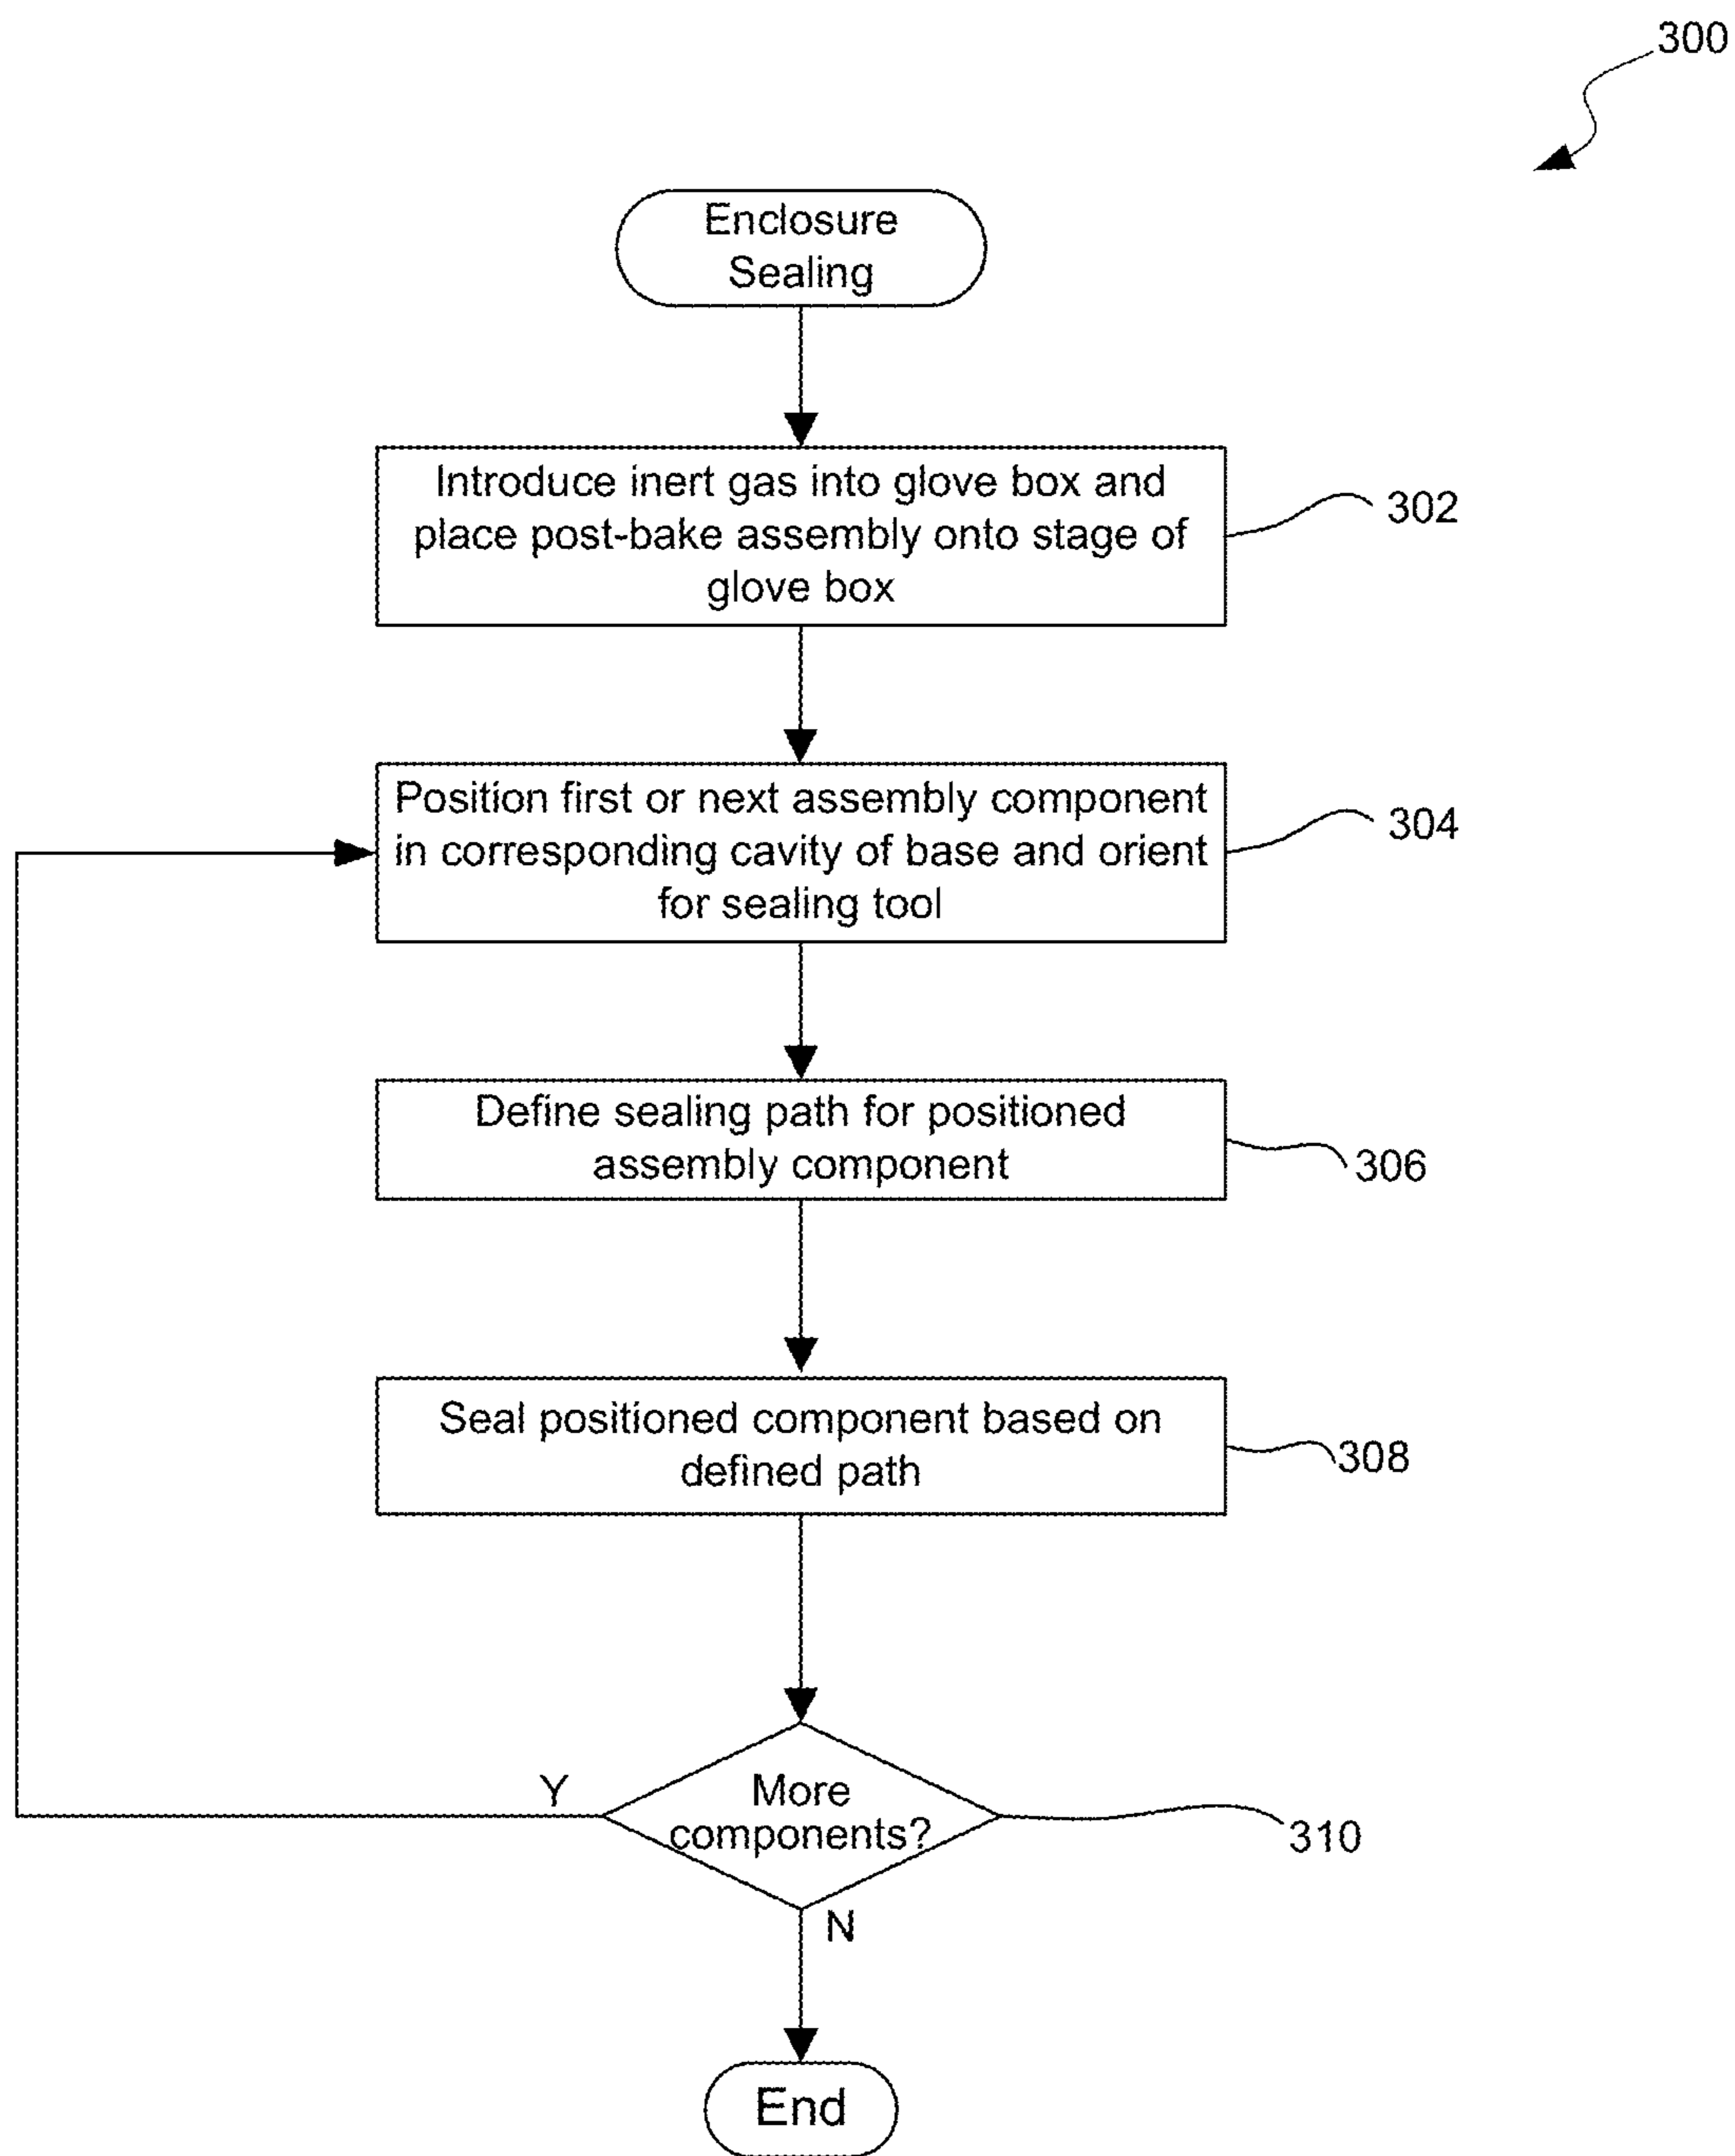 300
Enclosure
Sealing
Introduce inert gas into glove box and
place post-bake assembly onto stage of
glove box
302
Position first or next assembly component
in corresponding cavity of base and orient
for sealing tool
304
Define sealing path for positioned
assembly component
306
Seal positioned component based on
defined path
308
Y
More
components?
310
N
End